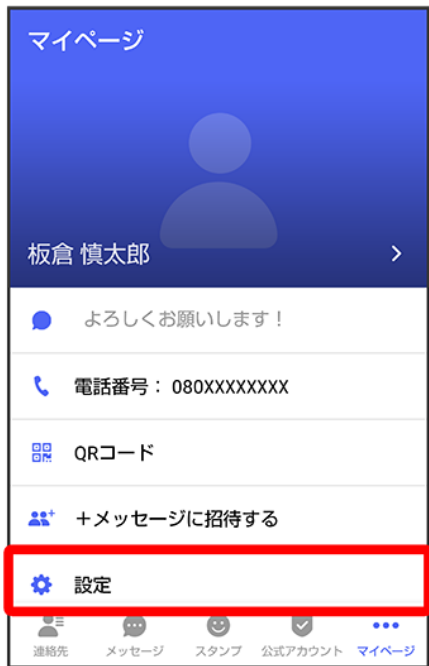 マイページ
板倉 慎太郎
よろしくお願いします！
電話番号： 080XXXXXXXX
QRコード
＋メッセージに招待する
設定
連絡先 メッセージ スタンプ 公式アカウント マイページ